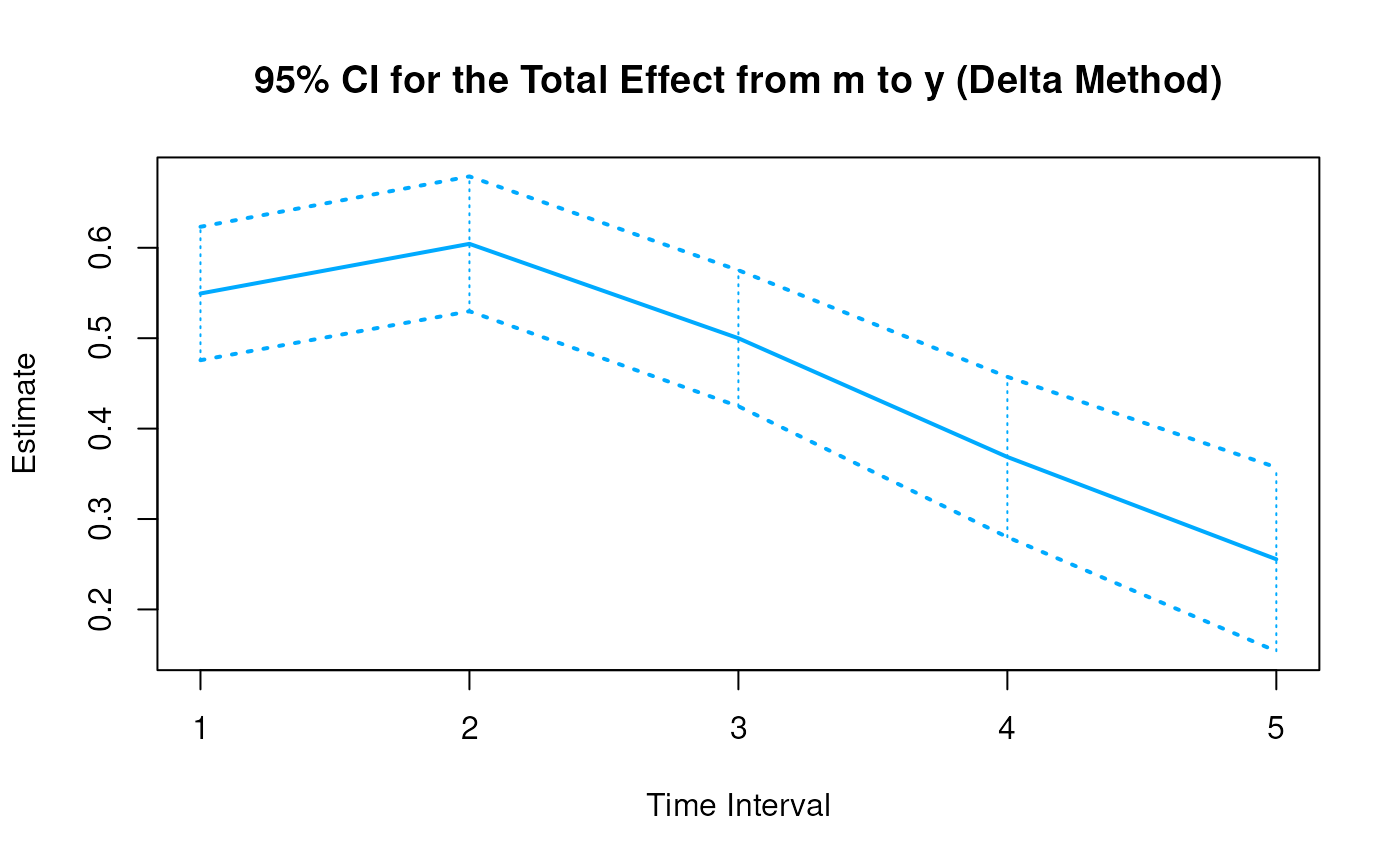 95% CI for the Total Effect from m to y (Delta Method)
Estimate
0.6
0.5
0.4
0.3
0.2
1 2 3 4 5
Time Interval